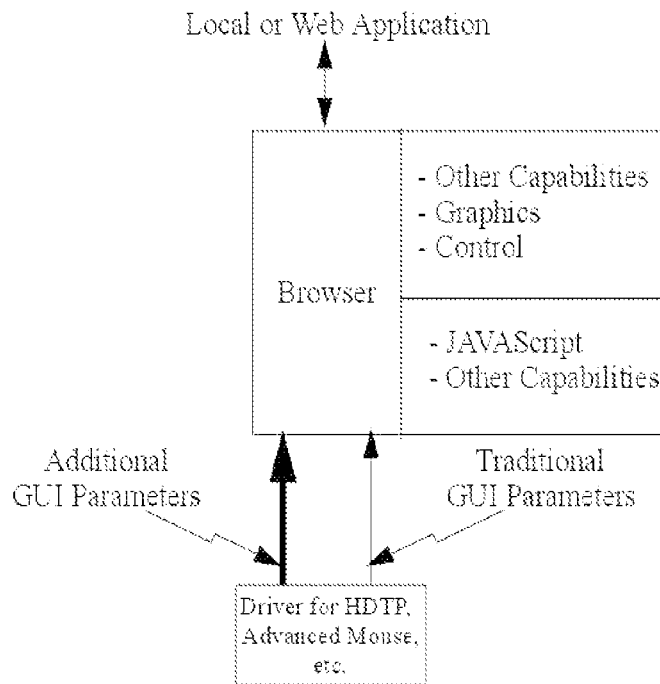 Local or Web Application
- Other Capabilities
- Graphics
- Control
Browser
- JAVAScript
- Other Capabilities
Additional
GUI Parameters
Traditional
GUI Parameters
Driver for HDTP,
Advanced Mouse,
etc.